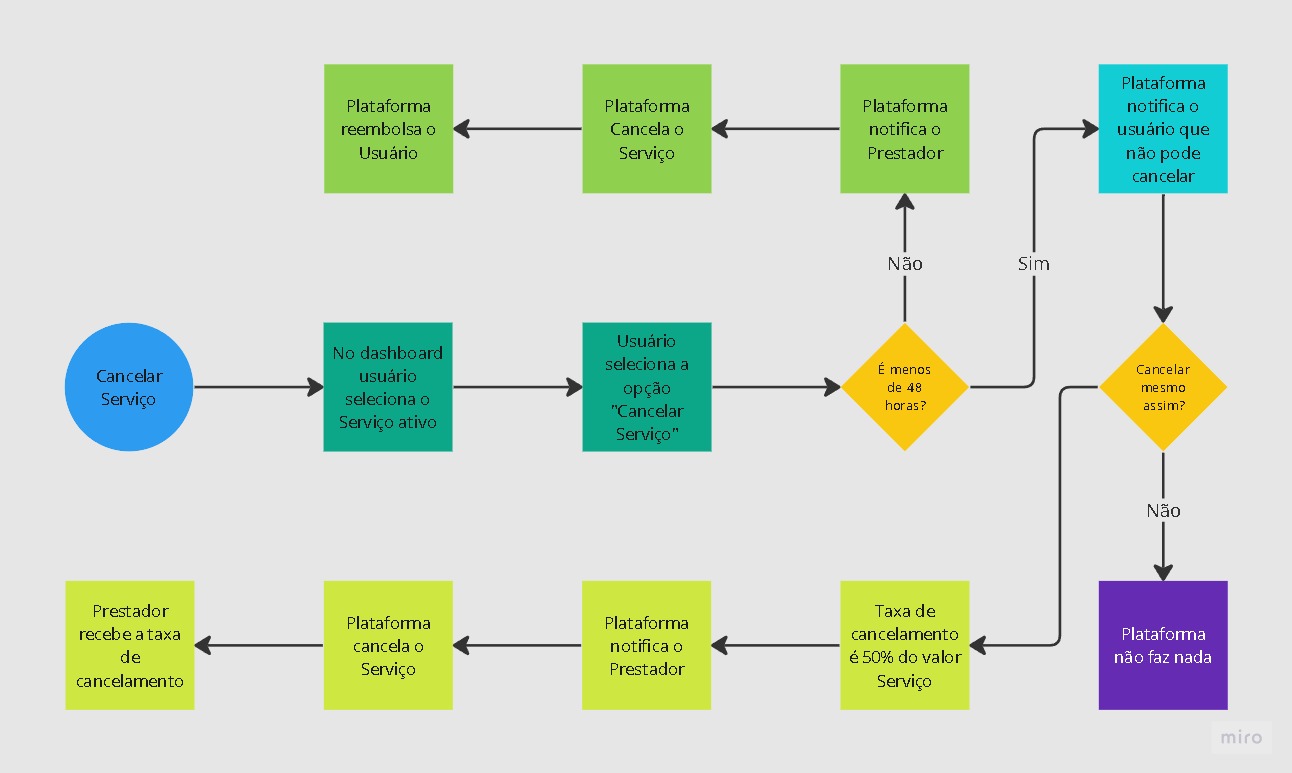 Plataforma
reembolsa o
Usuário
Plataforma
Cancela o
Serviço
Plataforma
notifica o
Prestador
Plataforma
notifica o
usuário que
não pode
cancelar
Não
Sim
Cancelar
Serviço
No dashboard
usuário
seleciona o
Serviço ativo
Usuário
seleciona a
opção
"Cancelar
Serviço"
É menos
de 48
horas?
Cancelar
mesmo
assim?
Não
Prestador
recebe a taxa
de
cancelamento
Plataforma
cancela o
Serviço
Plataforma
notifica o
Prestador
Taxa de
cancelamento
é 50% do valor
Serviço
Plataforma
não faz nada
miro